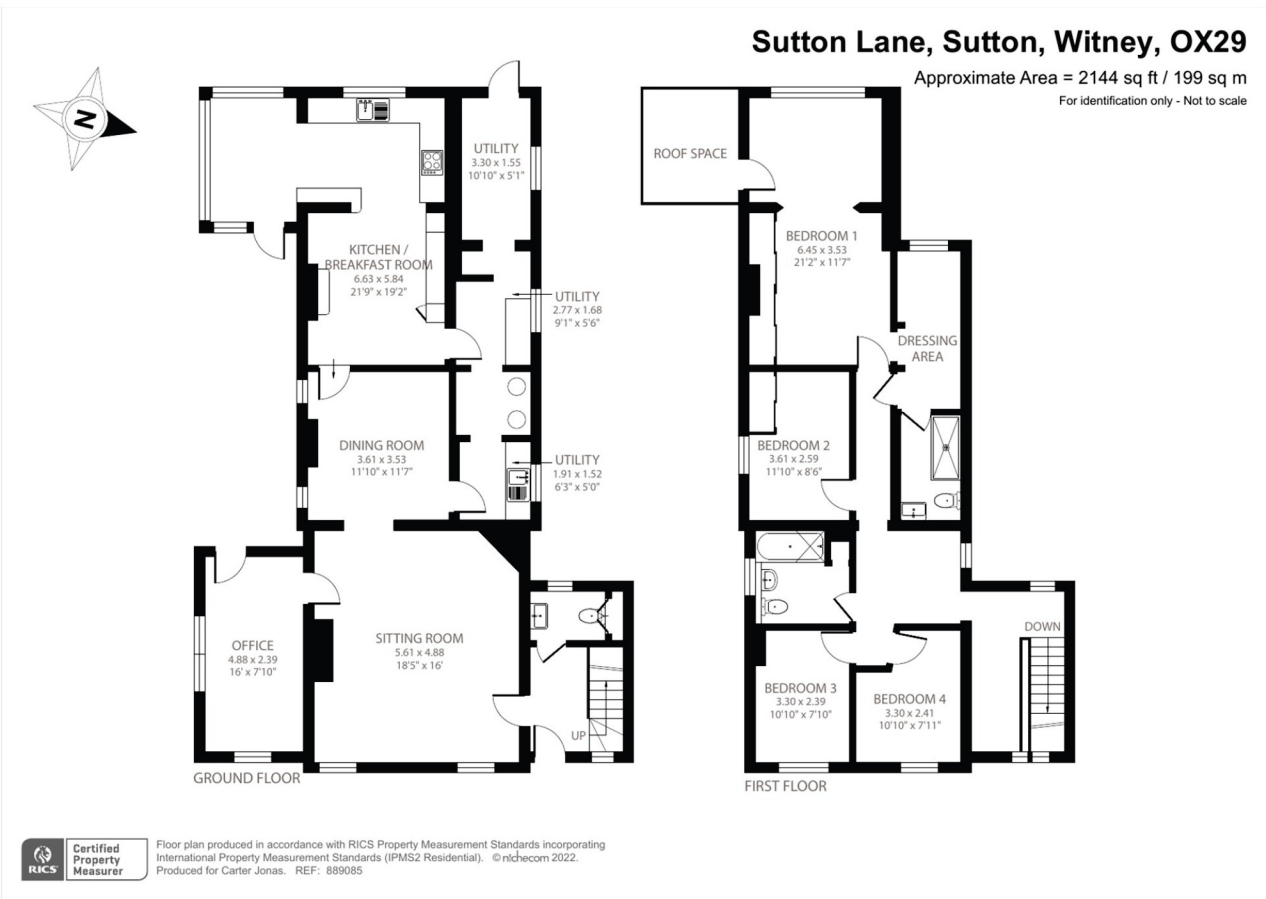 Sutton Lane, Sutton, Witney, OX29
Approximate Area = 2144 sq ft / 199 sq m
For identification only - Not to scale
N
UTILITY
3.30 x 1.55
10'10" x 5'1"
KITCHEN /
BREAKFAST ROOM
6.63 x 5.84
21'9" x 19'2"
UTILITY
2.77 x 1.68
9'1" x 5'6"
DINING ROOM
3.61 x 3.53
11'10" x 11'7"
UTILITY
1.91 x 1.52
6'3" x 5'0"
OFFICE
4.88 x 2.39
16' x 7'10"
SITTING ROOM
5.61 x 4.88
18'5" x 16'
UP
GROUND FLOOR
ROOF SPACE
BEDROOM 1
6.45 x 3.53
21'2" x 11'7"
DRESSING
AREA
BEDROOM 2
3.61 x 2.59
11'10" x 8'6"
DOWN
BEDROOM 3
3.30 x 2.39
10'10" x 7'10"
BEDROOM 4
3.30 x 2.41
10'10" x 7'11"
FIRST FLOOR
RICS
Certified
Property
Measurer
Floor plan produced in accordance with RICS Property Measurement Standards incorporating
International Property Measurement Standards (IPMS2 Residential). © nichecom 2022.
Produced for Carter Jonas. REF: 889085